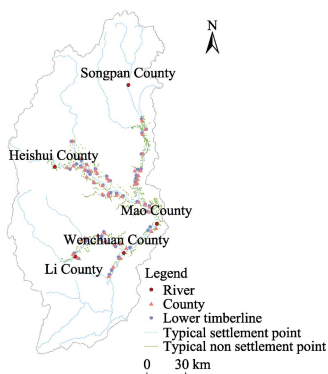 N
Songpan County
Heishui County
Mao County
Wenchuan County
Li County
Legend
River
County
Lower timberline
Typical settlement point
Typical non settlement point
0 30 km